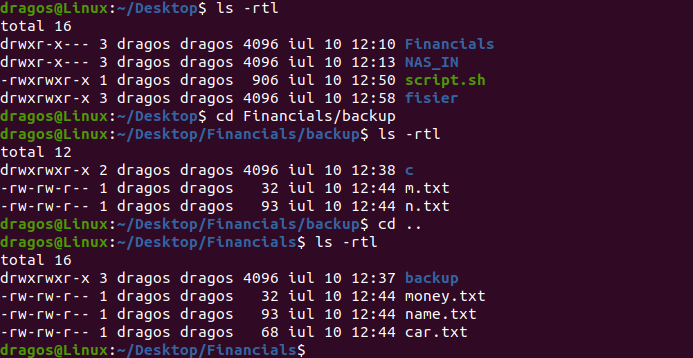 dragos@Linux:~/Desktop$ ls -rtl
total 16
drwxr-x--- 3 dragos dragos 4096 iul 10 12:10 Financials
drwxr-x--- 3 dragos dragos 4096 iul 10 12:13 NAS_IN
-rwxrwxr-x 1 dragos dragos  906 iul 10 12:50 script.sh
drwxrwxr-x 3 dragos dragos 4096 iul 10 12:58 fisier
dragos@Linux:~/Desktop$ cd Financials/backup
dragos@Linux:~/Desktop/Financials/backup$ ls -rtl
total 12
drwxrwxr-x 2 dragos dragos 4096 iul 10 12:38 c
-rw-rw-r-- 1 dragos dragos   32 iul 10 12:44 m.txt
-rw-rw-r-- 1 dragos dragos   93 iul 10 12:44 n.txt
dragos@Linux:~/Desktop/Financials/backup$ cd ..
dragos@Linux:~/Desktop/Financials$ ls -rtl
total 16
drwxrwxr-x 3 dragos dragos 4096 iul 10 12:37 backup
-rw-rw-r-- 1 dragos dragos   32 iul 10 12:44 money.txt
-rw-rw-r-- 1 dragos dragos   93 iul 10 12:44 name.txt
-rw-rw-r-- 1 dragos dragos   68 iul 10 12:44 car.txt
dragos@Linux:~/Desktop/Financials$